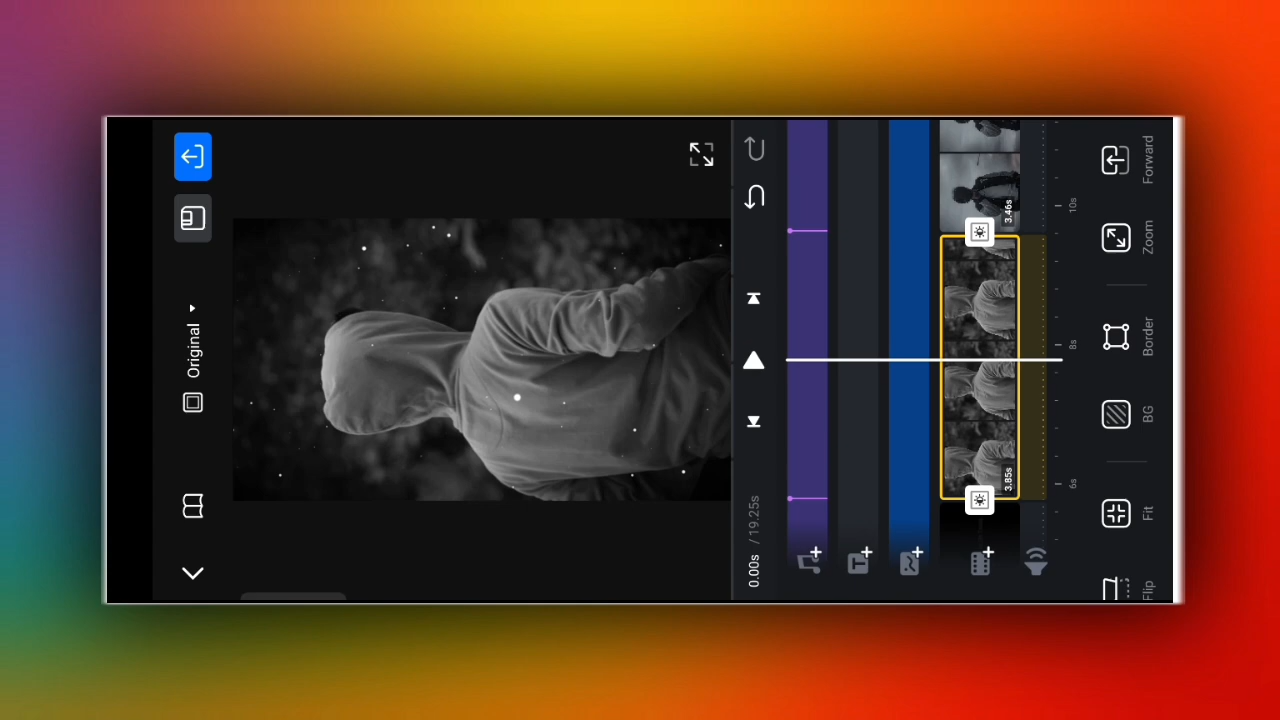 Original
0.00s / 19.25s
T
3.46s
3.85s
10s
8s
6s
Forward
Zoom
Border
BG
Fit
Flip